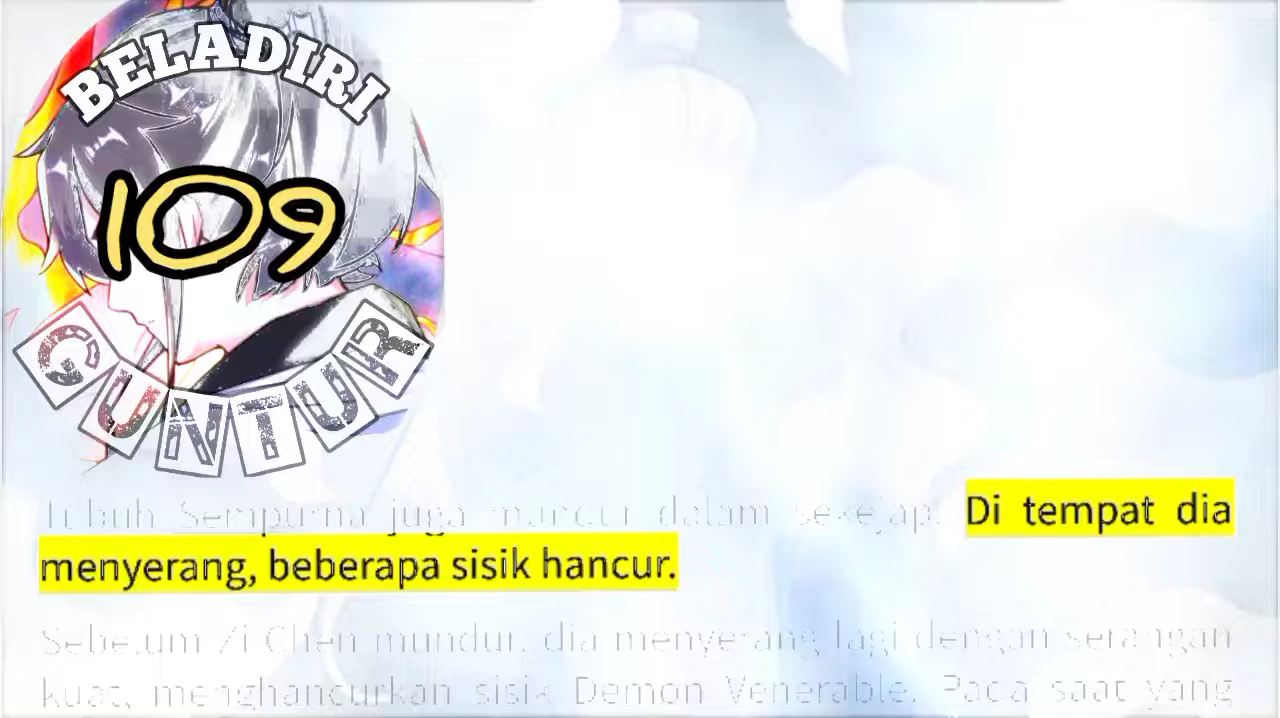 BELADIRI
109
GUNTUR
Tubuh Sempurna juga muncul dalam sekejap. Di tempat dia
menyerang, beberapa sisik hancur.
Sebelum Zi Chen mundur, dia menyerang lagi dengan serangan
kuat, menghancurkan sisik Demon Venerable. Pada saat yang